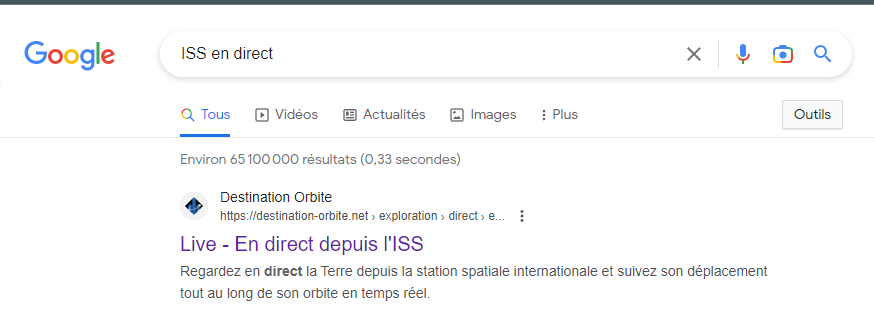 Google
ISS en direct
Tous Vidéos Actualités Images Plus Outils
Environ 65 100 000 résultats (0,33 secondes)
Destination Orbite
https://destination-orbite.net › exploration › direct › e...
Live - En direct depuis l'ISS
Regardez en direct la Terre depuis la station spatiale internationale et suivez son déplacement
tout au long de son orbite en temps réel.